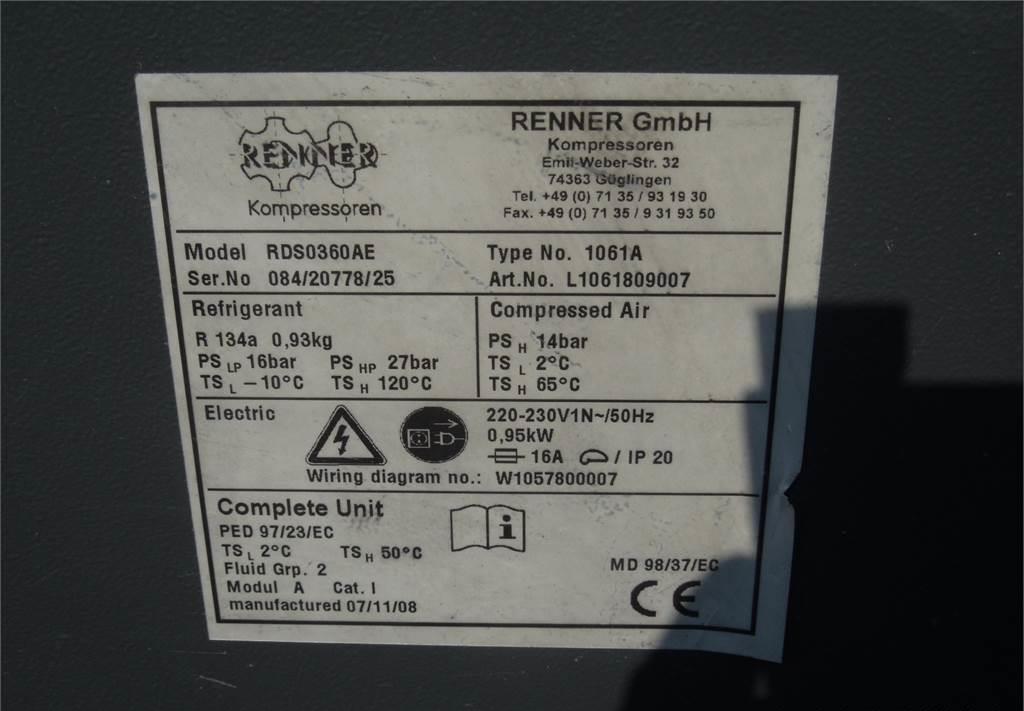 RENNER
Kompressoren
RENNER GmbH
Kompressoren
Emil-Weber-Str. 32
74363 Güglingen
Tel. +49 (0) 71 35 / 93 19 30
Fax. +49 (0) 71 35 / 9 31 93 50
Model RDS0360AE
Type No. 1061A
Ser.No 084/20778/25
Art.No. L1061809007
Refrigerant
R 134a 0,93kg
PS LP 16bar PS HP 27bar
TS L –10°C TS H 120°C
Compressed Air
PS H 14bar
TS L 2°C
TS H 65°C
Electric
220-230V1N~/50Hz
0,95kW
16A / IP 20
Wiring diagram no.: W1057800007
Complete Unit
PED 97/23/EC
TS L 2°C TS H 50°C
Fluid Grp. 2
Modul A Cat. I
manufactured 07/11/08
i
MD 98/37/EC
CE